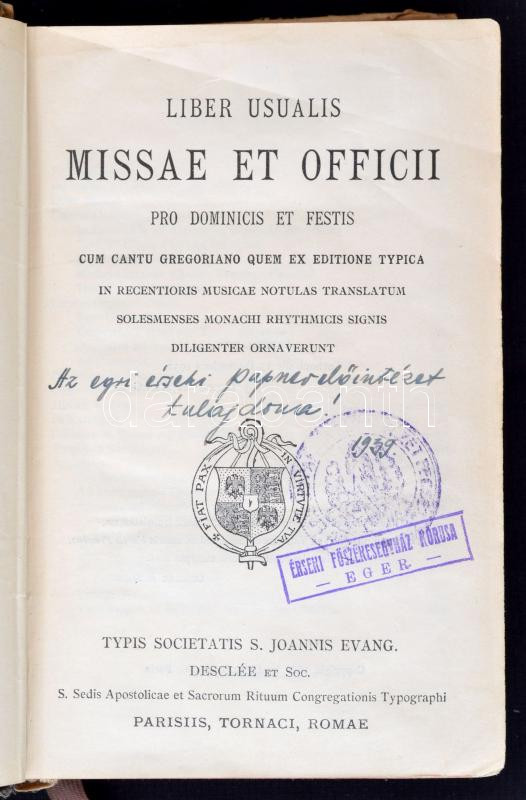 LIBER USUALIS
MISSAE ET OFFICII
PRO DOMINICIS ET FESTIS
CUM CANTU GREGORIANO QUEM EX EDITIONE TYPICA
IN RECENTIORIS MUSICAE NOTULAS TRANSLATUM
SOLESMENSES MONACHI RHYTHMICIS SIGNIS
DILIGENTER ORNAVERUNT
Az egri érseki papnevelőintézet
tulajdona.
1939.
FIAT PAX IN VIRTVTE TVA
ÉRSEKI FŐSZÉKESEGYHÁZ KÓRUSA
— EGER —
TYPIS SOCIETATIS S. JOANNIS EVANG.
DESCLÉE ET SOC.
S. Sedis Apostolicae et Sacrorum Rituum Congregationis Typographi
PARISIIS, TORNACI, ROMAE